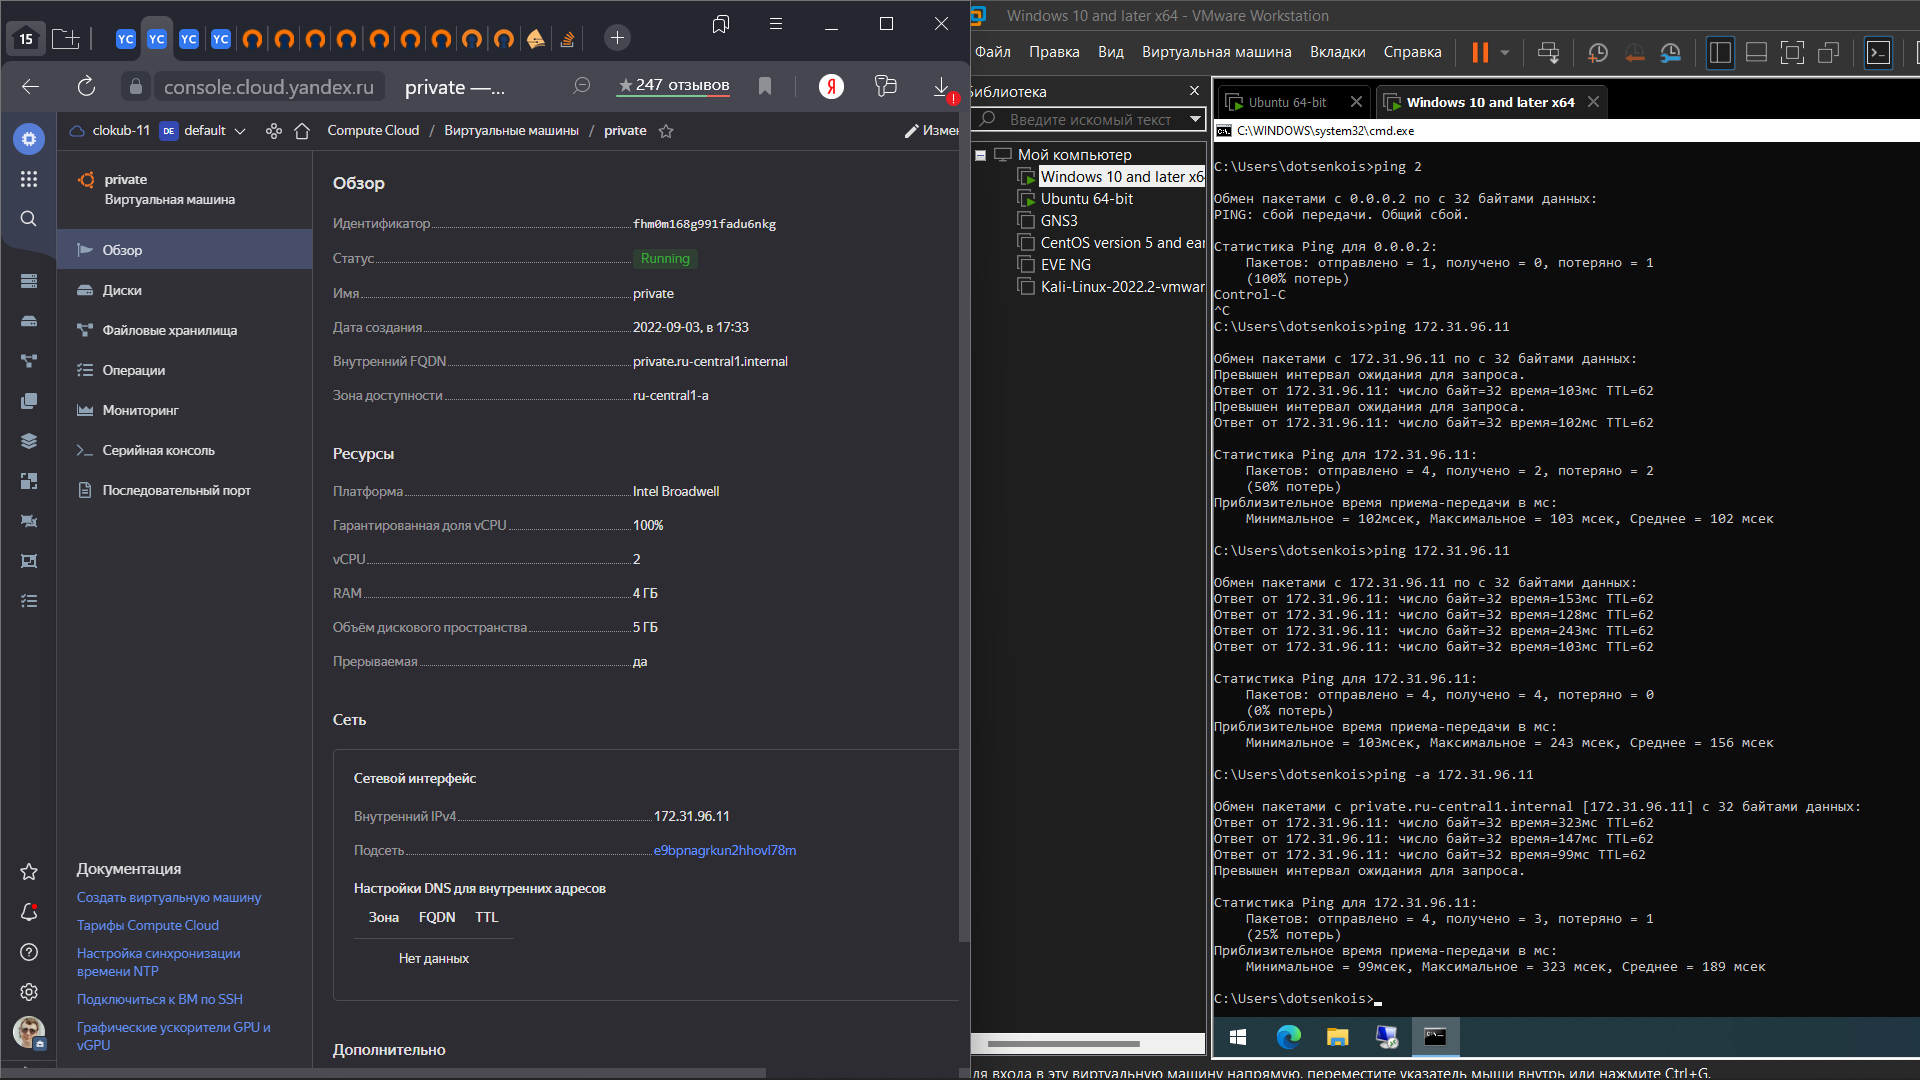 15
YC
YC
YC
YC
console.cloud.yandex.ru
private —...
★247 отзывов
Я
clokub-11
DE
default
Compute Cloud / Виртуальные машины / private
private
Виртуальная машина
Обзор
Диски
Файловые хранилища
Операции
Мониторинг
Серийная консоль
Последовательный порт
Документация
Создать виртуальную машину
Тарифы Compute Cloud
Настройка синхронизации
времени NTP
Подключиться к ВМ по SSH
Графические ускорители GPU и
vGPU
Обзор
Идентификатор fhm0m168g991fadu6nkg
Статус Running
Имя private
Дата создания 2022-09-03, в 17:33
Внутренний FQDN private.ru-central1.internal
Зона доступности ru-central1-a
Ресурсы
Платформа Intel Broadwell
Гарантированная доля vCPU 100%
vCPU 2
RAM 4 ГБ
Объём дискового пространства 5 ГБ
Прерываемая да
Сеть
Сетевой интерфейс
Внутренний IPv4 172.31.96.11
Подсеть e9bpnagrkun2hhovl78m
Настройки DNS для внутренних адресов
Зона FQDN TTL
Нет данных
Дополнительно
Windows 10 and later x64 - VMware Workstation
Файл Правка Вид Виртуальная машина Вкладки Справка
Библиотека
Введите искомый текст
Мой компьютер
Windows 10 and later x6
Ubuntu 64-bit
GNS3
CentOS version 5 and ear
EVE NG
Kali-Linux-2022.2-vmwar
Ubuntu 64-bit
Windows 10 and later x64
C:\WINDOWS\system32\cmd.exe
C:\Users\dotsenkois>ping 2
Обмен пакетами с 0.0.0.2 по с 32 байтами данных:
PING: сбой передачи. Общий сбой.
Статистика Ping для 0.0.0.2:
Пакетов: отправлено = 1, получено = 0, потеряно = 1
(100% потерь)
Control-C
^C
C:\Users\dotsenkois>ping 172.31.96.11
Обмен пакетами с 172.31.96.11 по с 32 байтами данных:
Превышен интервал ожидания для запроса.
Ответ от 172.31.96.11: число байт=32 время=103мс TTL=62
Превышен интервал ожидания для запроса.
Ответ от 172.31.96.11: число байт=32 время=102мс TTL=62
Статистика Ping для 172.31.96.11:
Пакетов: отправлено = 4, получено = 2, потеряно = 2
(50% потерь)
Приблизительное время приема-передачи в мс:
Минимальное = 102мсек, Максимальное = 103 мсек, Среднее = 102 мсек
C:\Users\dotsenkois>ping 172.31.96.11
Обмен пакетами с 172.31.96.11 по с 32 байтами данных:
Ответ от 172.31.96.11: число байт=32 время=153мс TTL=62
Ответ от 172.31.96.11: число байт=32 время=128мс TTL=62
Ответ от 172.31.96.11: число байт=32 время=243мс TTL=62
Ответ от 172.31.96.11: число байт=32 время=103мс TTL=62
Статистика Ping для 172.31.96.11:
Пакетов: отправлено = 4, получено = 4, потеряно = 0
(0% потерь)
Приблизительное время приема-передачи в мс:
Минимальное = 103мсек, Максимальное = 243 мсек, Среднее = 156 мсек
C:\Users\dotsenkois>ping -a 172.31.96.11
Обмен пакетами с private.ru-central1.internal [172.31.96.11] с 32 байтами данных:
Ответ от 172.31.96.11: число байт=32 время=323мс TTL=62
Ответ от 172.31.96.11: число байт=32 время=147мс TTL=62
Ответ от 172.31.96.11: число байт=32 время=99мс TTL=62
Превышен интервал ожидания для запроса.
Статистика Ping для 172.31.96.11:
Пакетов: отправлено = 4, получено = 3, потеряно = 1
(25% потерь)
Приблизительное время приема-передачи в мс:
Минимальное = 99мсек, Максимальное = 323 мсек, Среднее = 189 мсек
C:\Users\dotsenkois>
для входа в эту виртуальную машину напрямую, переместите указатель мыши внутрь или нажмите Ctrl+G.